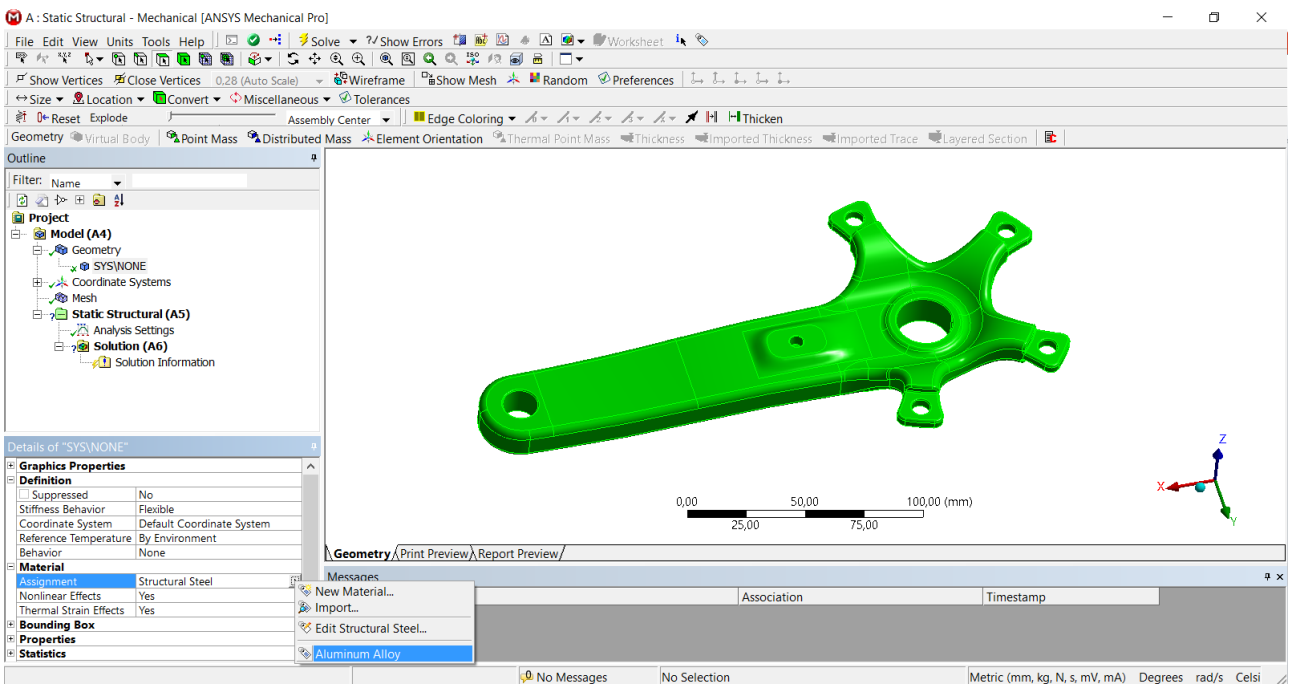 A : Static Structural - Mechanical [ANSYS Mechanical Pro]
File Edit View Units Tools Help Solve ?/Show Errors Worksheet
Show Vertices Close Vertices 0,28 (Auto Scale) Wireframe Show Mesh Random Preferences
Size Location Convert Miscellaneous Tolerances
Reset Explode Assembly Center Edge Coloring Thicken
Geometry Virtual Body Point Mass Distributed Mass Element Orientation Thermal Point Mass Thickness Imported Thickness Imported Trace Layered Section
Outline
Filter: Name
Project
Model (A4)
Geometry
SYS\NONE
Coordinate Systems
Mesh
Static Structural (A5)
Analysis Settings
Solution (A6)
Solution Information
Details of "SYS\NONE"
Graphics Properties
Definition
Suppressed No
Stiffness Behavior Flexible
Coordinate System Default Coordinate System
Reference Temperature By Environment
Behavior None
Material
Assignment Structural Steel
Nonlinear Effects Yes
Thermal Strain Effects Yes
Bounding Box
Properties
Statistics
New Material...
Import...
Edit Structural Steel...
Aluminum Alloy
0,00 50,00 100,00 (mm)
25,00 75,00
Z
X
Y
Geometry Print Preview Report Preview
Messages
Association Timestamp
No Messages No Selection Metric (mm, kg, N, s, mV, mA) Degrees rad/s Celsi